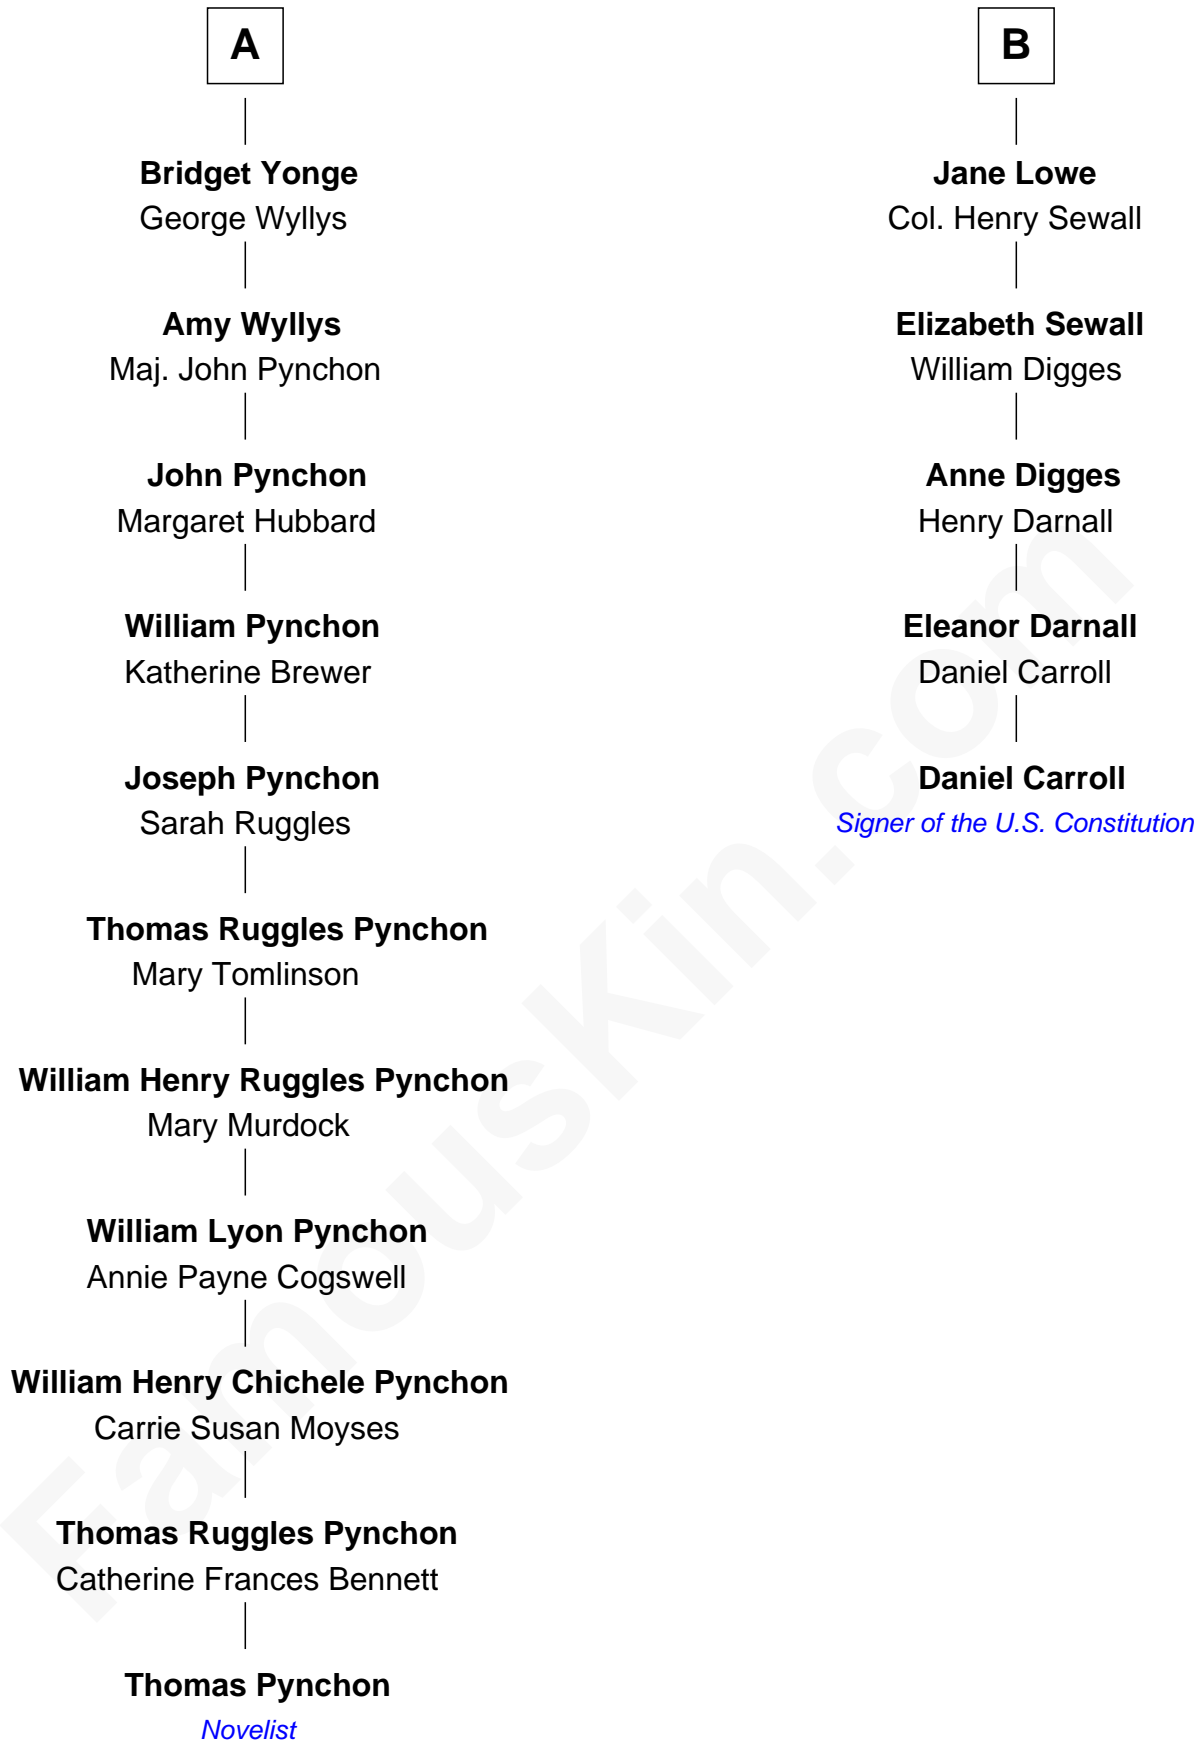 A
Bridget Yonge
George Wyllys
Amy Wyllys
Maj. John Pynchon
John Pynchon
Margaret Hubbard
William Pynchon
Katherine Brewer
Joseph Pynchon
Sarah Ruggles
Thomas Ruggles Pynchon
Mary Tomlinson
William Henry Ruggles Pynchon
Mary Murdock
William Lyon Pynchon
Annie Payne Cogswell
William Henry Chichele Pynchon
Carrie Susan Moyses
Thomas Ruggles Pynchon
Catherine Frances Bennett
Thomas Pynchon
Novelist
B
Jane Lowe
Col. Henry Sewall
Elizabeth Sewall
William Digges
Anne Digges
Henry Darnall
Eleanor Darnall
Daniel Carroll
Daniel Carroll
Signer of the U.S. Constitution
FamousKin.com